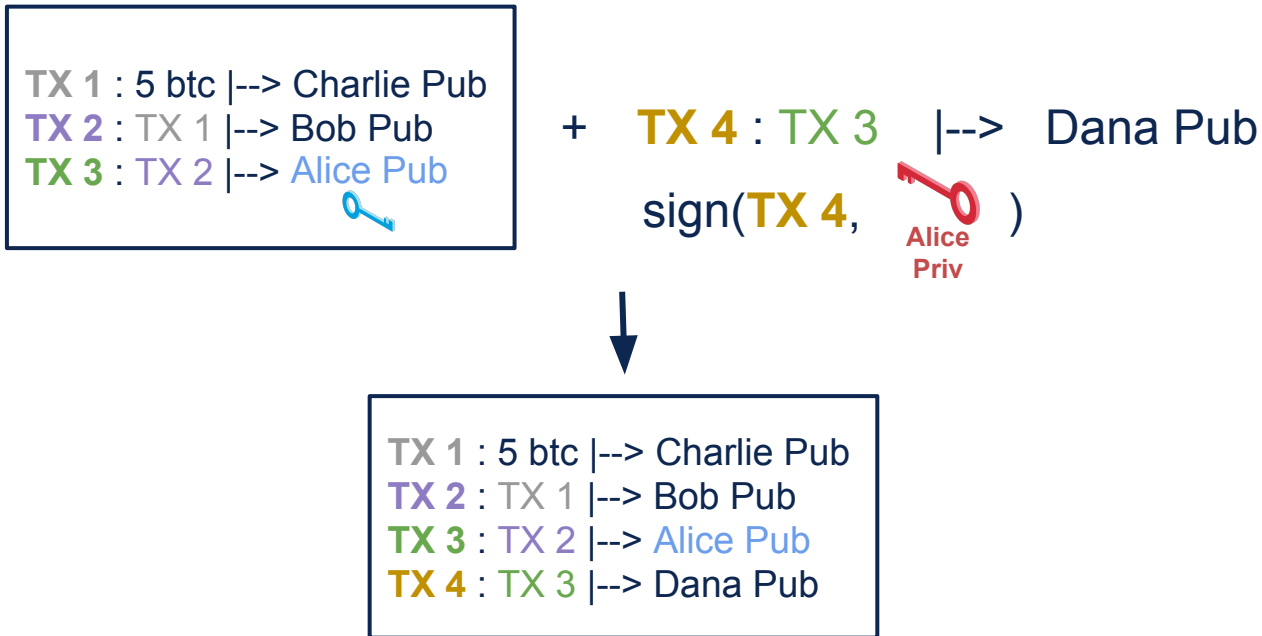 TX 1 : 5 btc |--> Charlie Pub
TX 2 : TX 1 |--> Bob Pub
TX 3 : TX 2 |--> Alice Pub
+ TX 4 : TX 3 |--> Dana Pub
sign(TX 4, )
Alice
Priv
TX 1 : 5 btc |--> Charlie Pub
TX 2 : TX 1 |--> Bob Pub
TX 3 : TX 2 |--> Alice Pub
TX 4 : TX 3 |--> Dana Pub